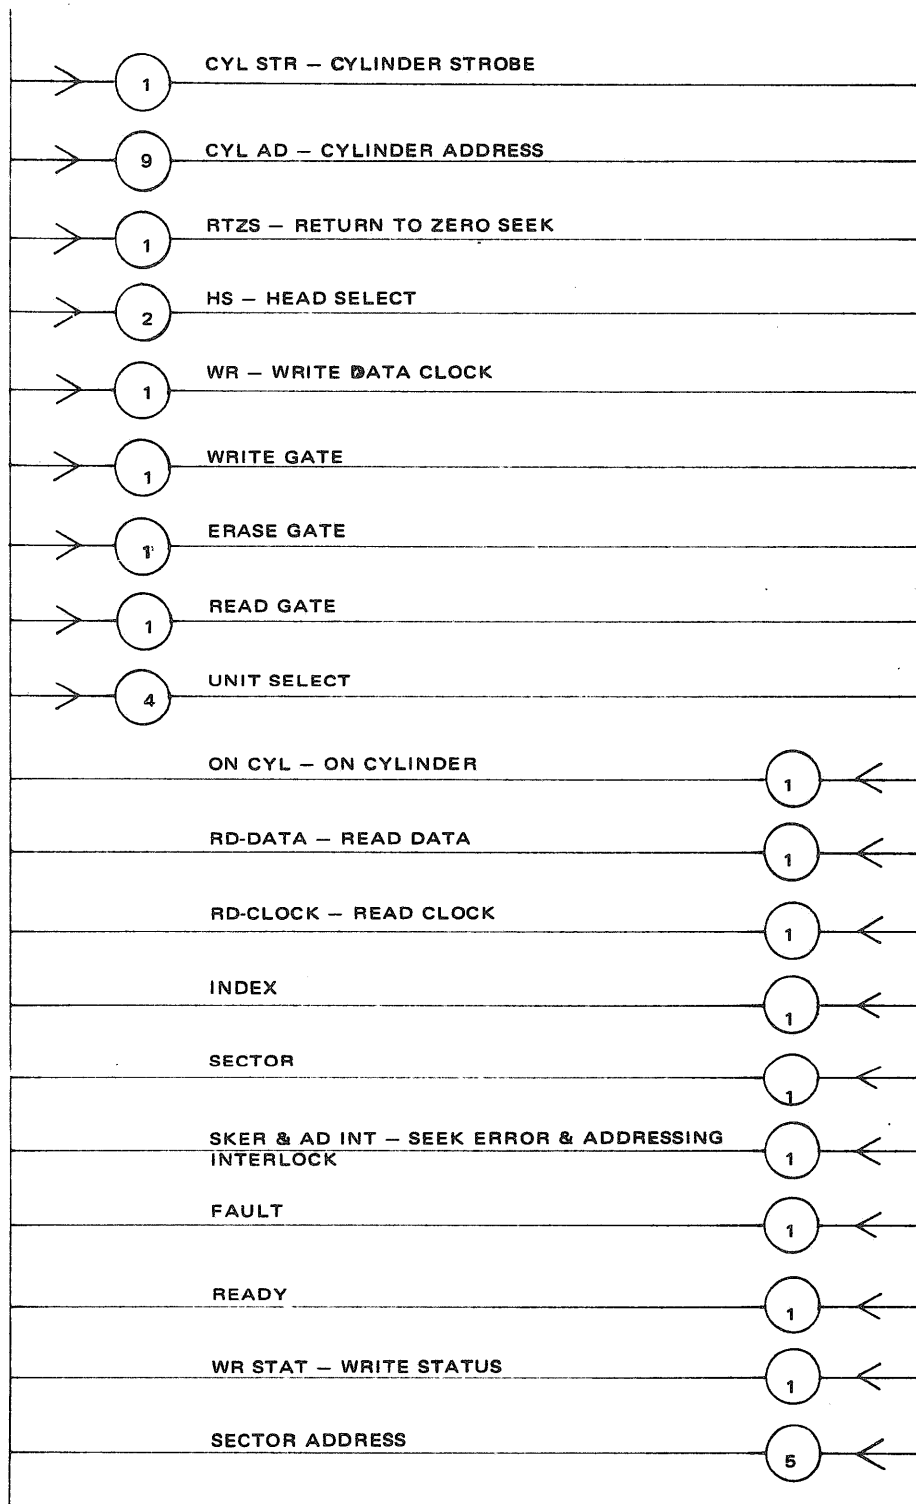 CYL STR – CYLINDER STROBE
1
CYL AD – CYLINDER ADDRESS
9
RTZS – RETURN TO ZERO SEEK
1
HS – HEAD SELECT
2
WR – WRITE DATA CLOCK
1
WRITE GATE
1
ERASE GATE
1
READ GATE
1
UNIT SELECT
4
ON CYL – ON CYLINDER
1
RD-DATA – READ DATA
1
RD-CLOCK – READ CLOCK
1
INDEX
1
SECTOR
1
SKER & AD INT – SEEK ERROR & ADDRESSING
INTERLOCK
1
FAULT
1
READY
1
WR STAT – WRITE STATUS
1
SECTOR ADDRESS
5